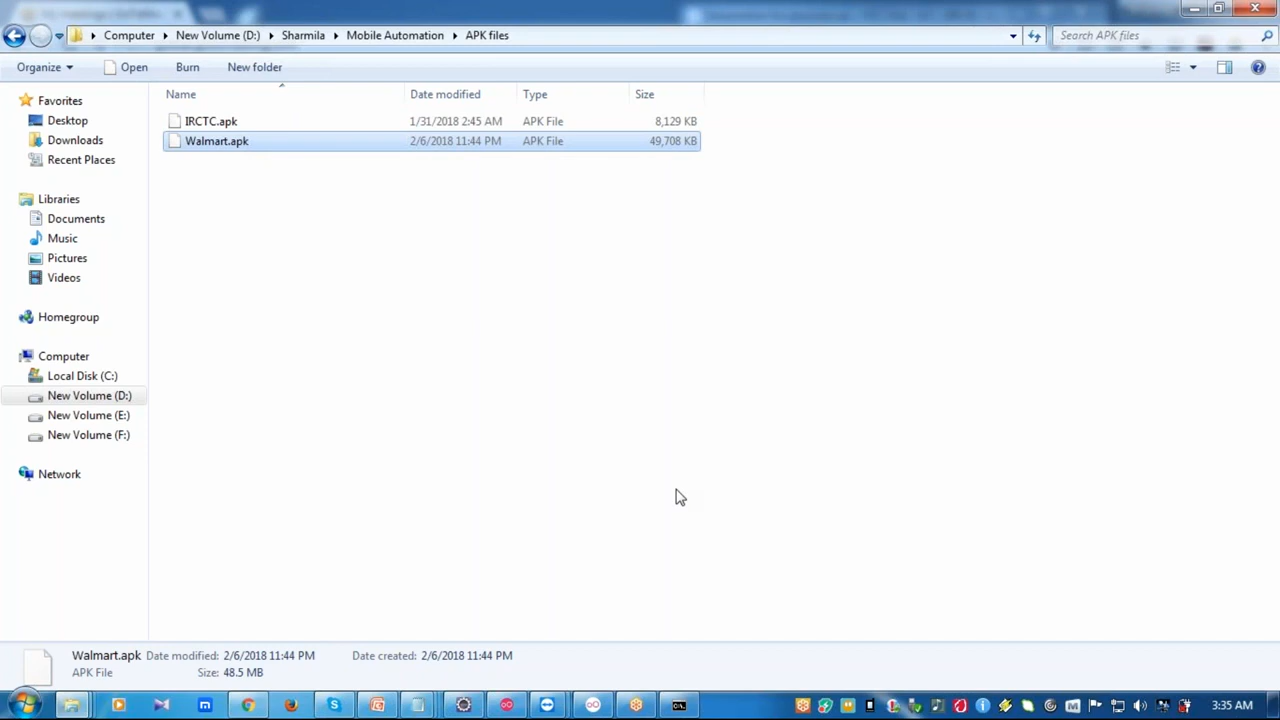 Computer New Volume (D:) Sharmila Mobile Automation APK files Search APK files
Organize Open Burn New folder
Name Date modified Type Size
Favorites
Desktop
Downloads
Recent Places
IRCTC.apk 1/31/2018 2:45 AM APK File 8,129 KB
Walmart.apk 2/6/2018 11:44 PM APK File 49,708 KB
Libraries
Documents
Music
Pictures
Videos
Homegroup
Computer
Local Disk (C:)
New Volume (D:)
New Volume (E:)
New Volume (F:)
Network
Walmart.apk Date modified: 2/6/2018 11:44 PM Date created: 2/6/2018 11:44 PM
APK File Size: 48.5 MB
3:35 AM